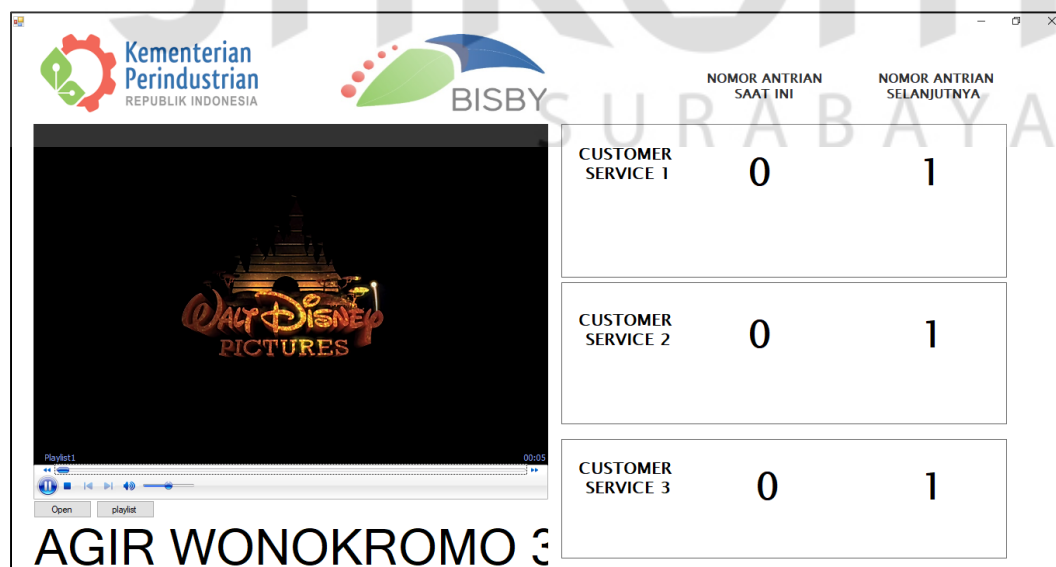 Kementerian
Perindustrian
REPUBLIK INDONESIA
BISBY
SURABAYA
NOMOR ANTRIAN
SAAT INI
NOMOR ANTRIAN
SELANJUTNYA
WALT DISNEY
PICTURES
Playlist1
00:05
Open
playlist
AGIR WONOKROMO 3
CUSTOMER
SERVICE 1
0
1
CUSTOMER
SERVICE 2
0
1
CUSTOMER
SERVICE 3
0
1